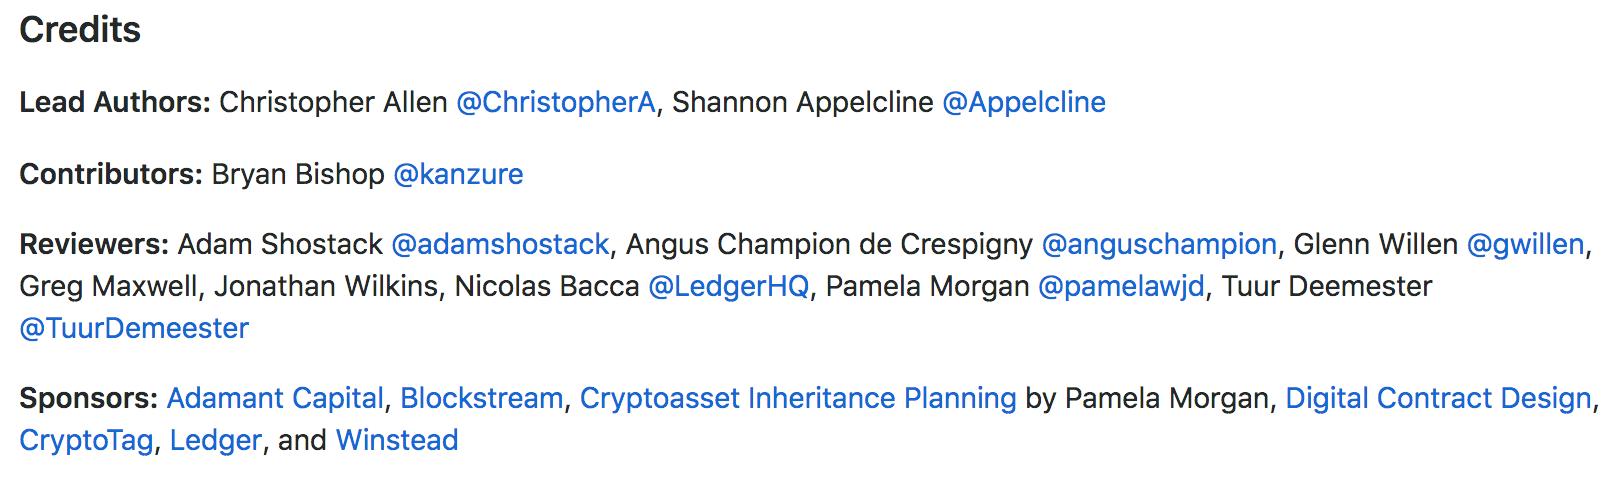 Credits
Lead Authors: Christopher Allen @ChristopherA, Shannon Appelcline @Appelcline
Contributors: Bryan Bishop @kanzure
Reviewers: Adam Shostack @adamshostack, Angus Champion de Crespigny @anguschampion, Glenn Willen @gwillen,
Greg Maxwell, Jonathan Wilkins, Nicolas Bacca @LedgerHQ, Pamela Morgan @pamelawjd, Tuur Deemester
@TuurDemeester
Sponsors: Adamant Capital, Blockstream, Cryptoasset Inheritance Planning by Pamela Morgan, Digital Contract Design,
CryptoTag, Ledger, and Winstead